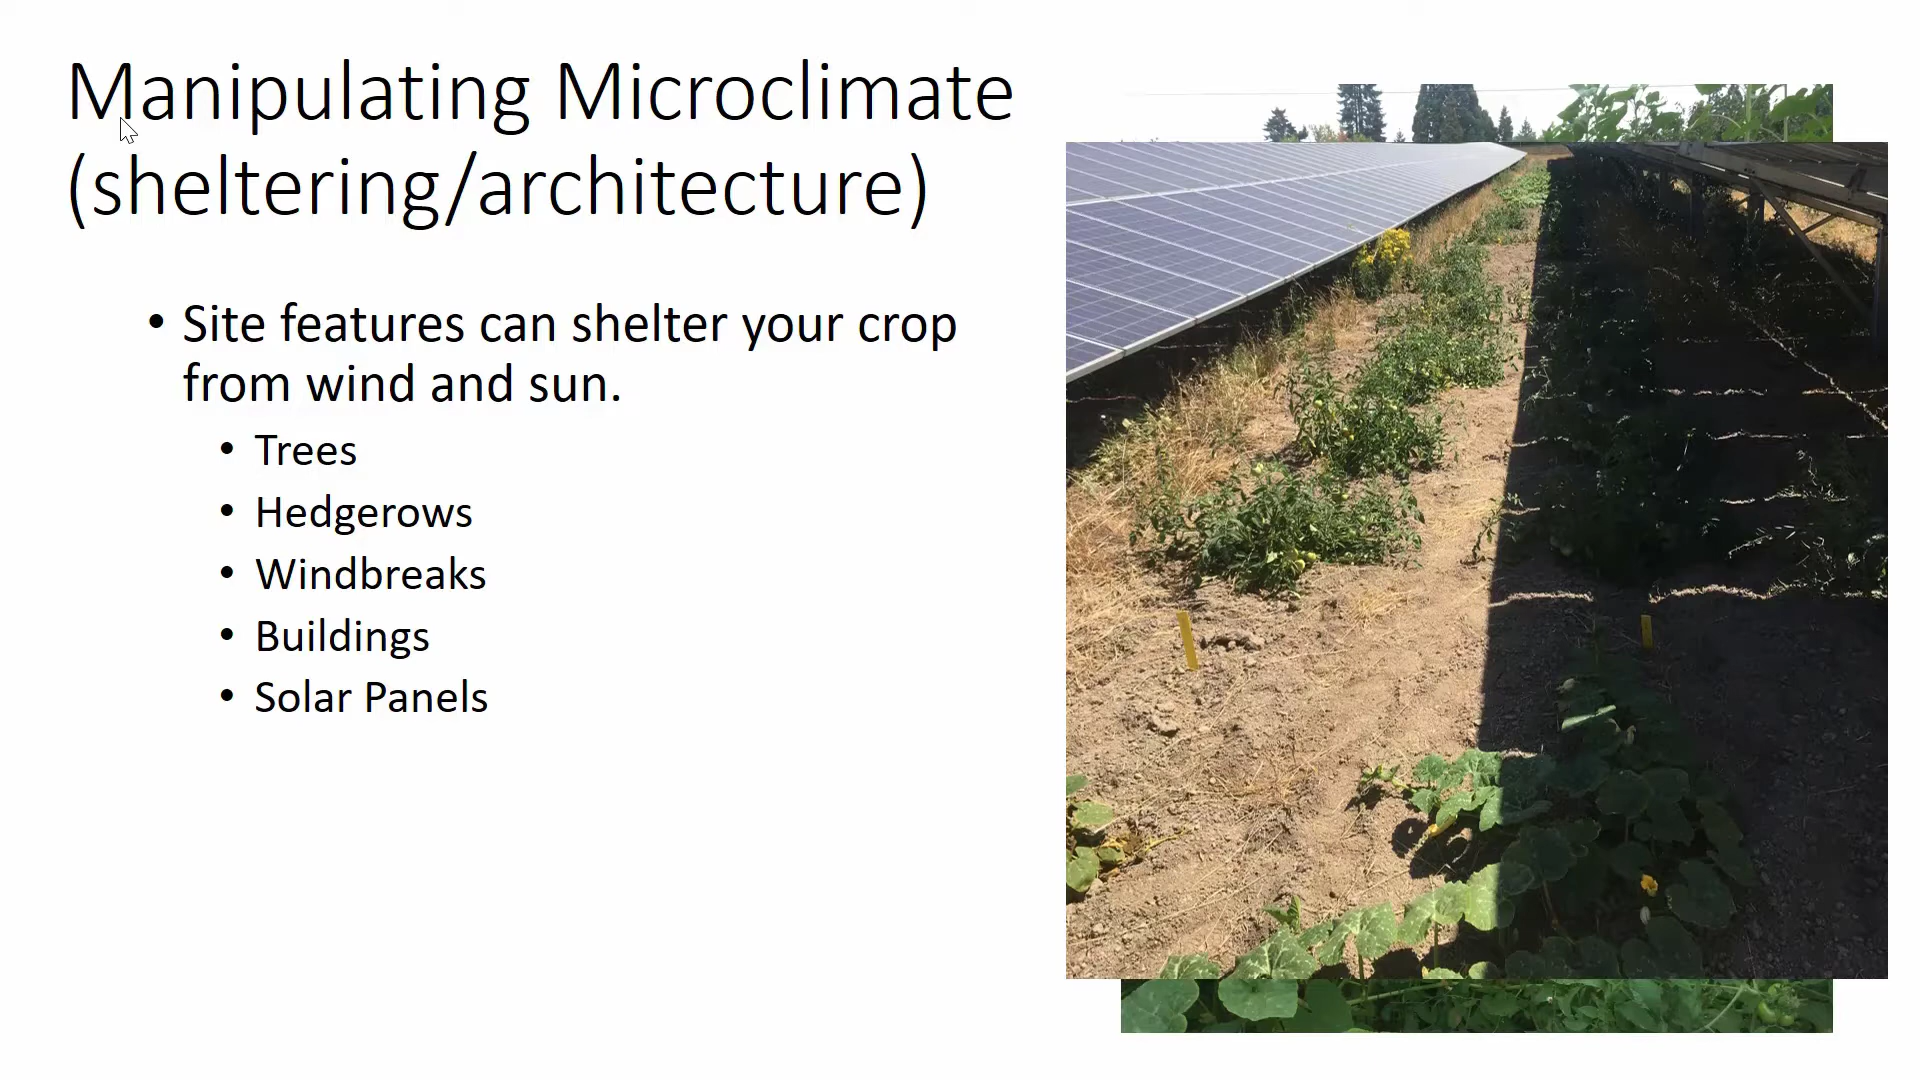 Manipulating Microclimate
(sheltering/architecture)
• Site features can shelter your crop
from wind and sun.
• Trees
• Hedgerows
• Windbreaks
• Buildings
• Solar Panels